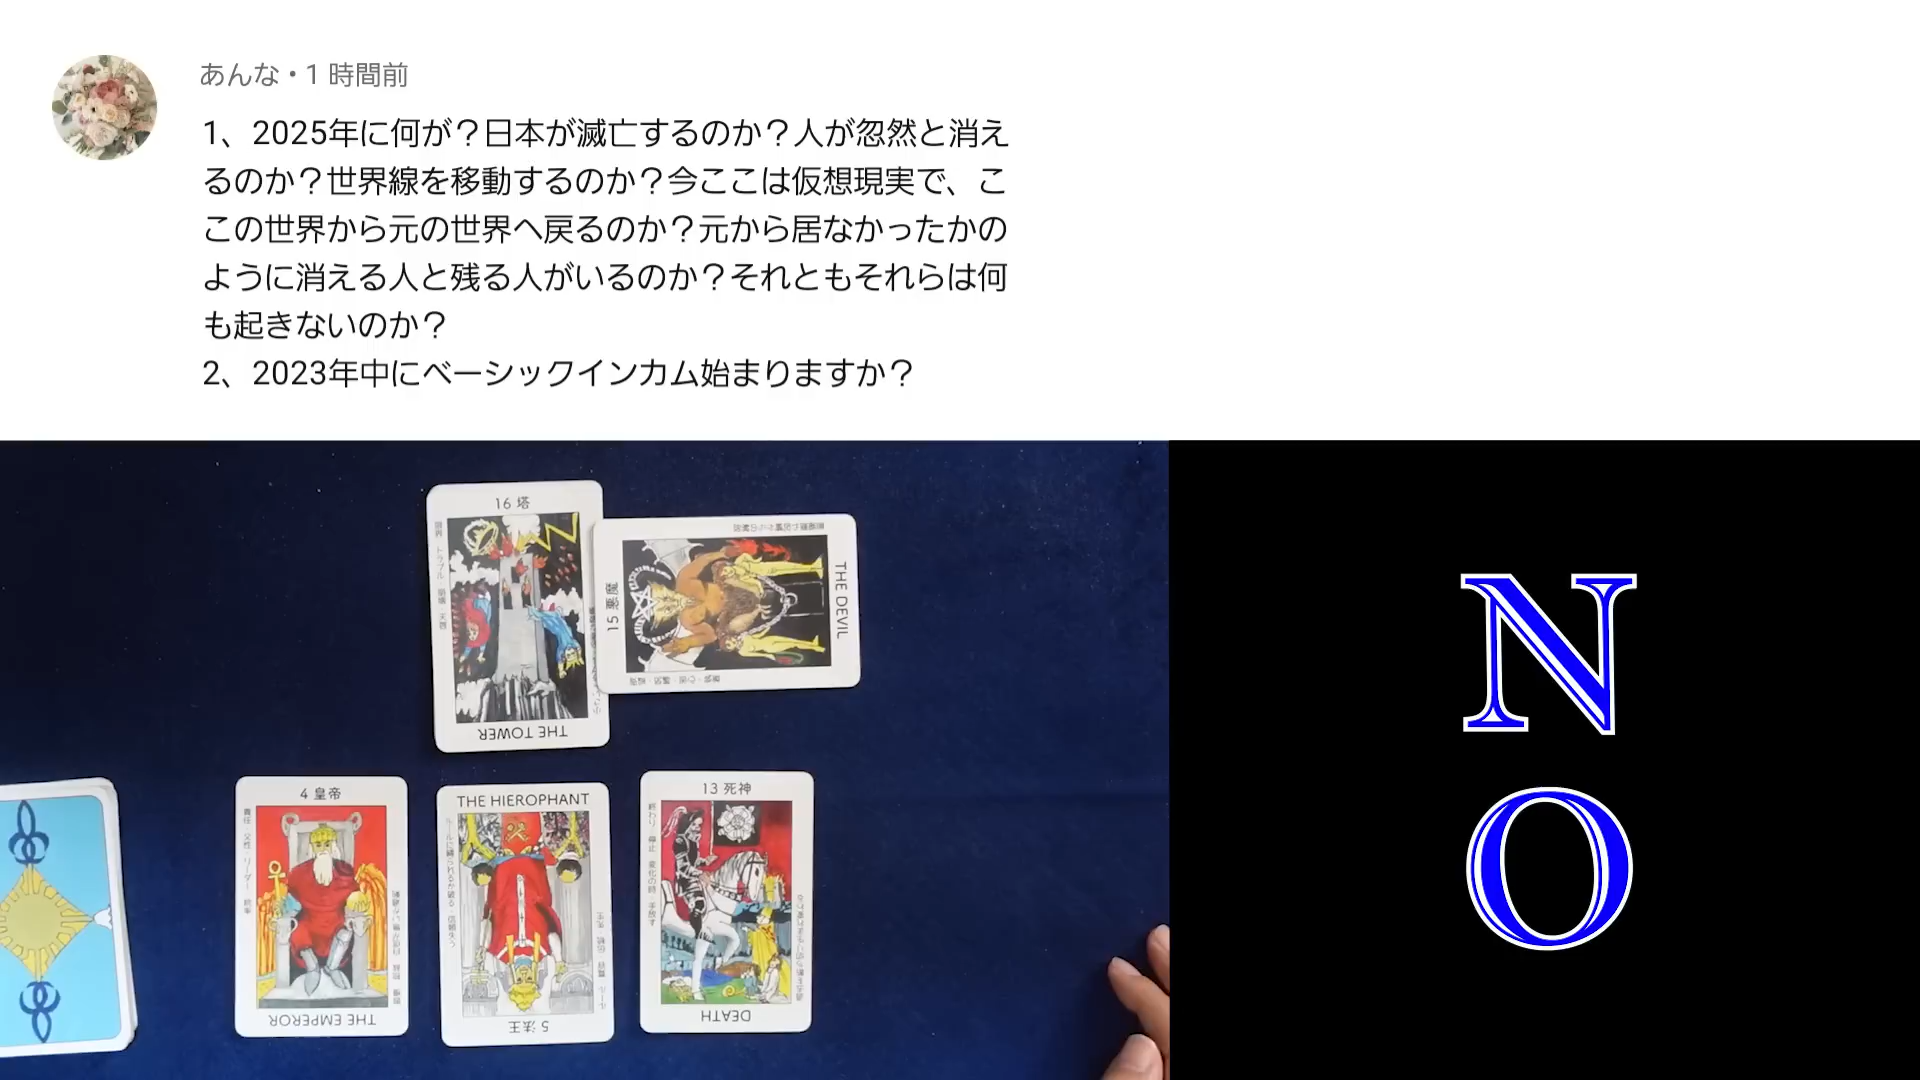 あんな・1 時間前
1、2025年に何が？日本が滅亡するのか？人が忽然と消え
るのか？世界線を移動するのか？今ここは仮想現実で、こ
この世界から元の世界へ戻るのか？元から居なかったかの
ように消える人と残る人がいるのか？それともそれらは何
も起きないのか？
2、2023年中にベーシックインカム始まりますか？
16 塔
THE TOWER
15 悪魔
THE DEVIL
4 皇帝
THE EMPEROR
THE HIEROPHANT
5 法王
13 死神
DEATH
N
O